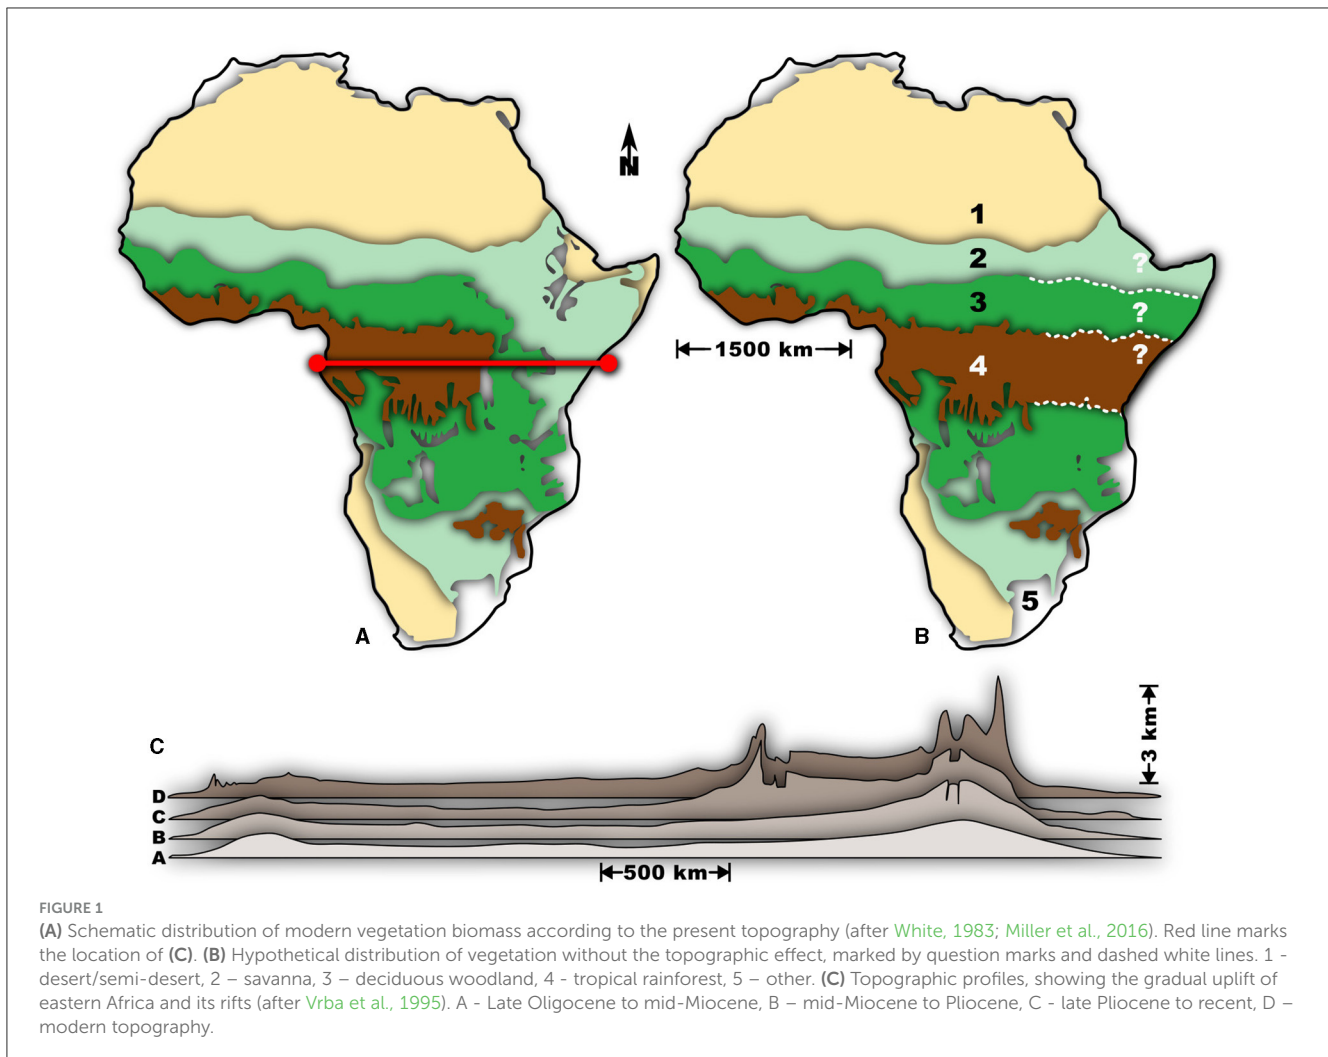 N
1
2
?
3
?
1500 km
?
4
5
A
B
C
3 km
D
C
B
A
500 km
FIGURE 1
(A) Schematic distribution of modern vegetation biomass according to the present topography (after White, 1983; Miller et al., 2016). Red line marks
the location of (C). (B) Hypothetical distribution of vegetation without the topographic effect, marked by question marks and dashed white lines. 1 -
desert/semi-desert, 2 – savanna, 3 – deciduous woodland, 4 - tropical rainforest, 5 – other. (C) Topographic profiles, showing the gradual uplift of
eastern Africa and its rifts (after Vrba et al., 1995). A - Late Oligocene to mid-Miocene, B – mid-Miocene to Pliocene, C - late Pliocene to recent, D –
modern topography.